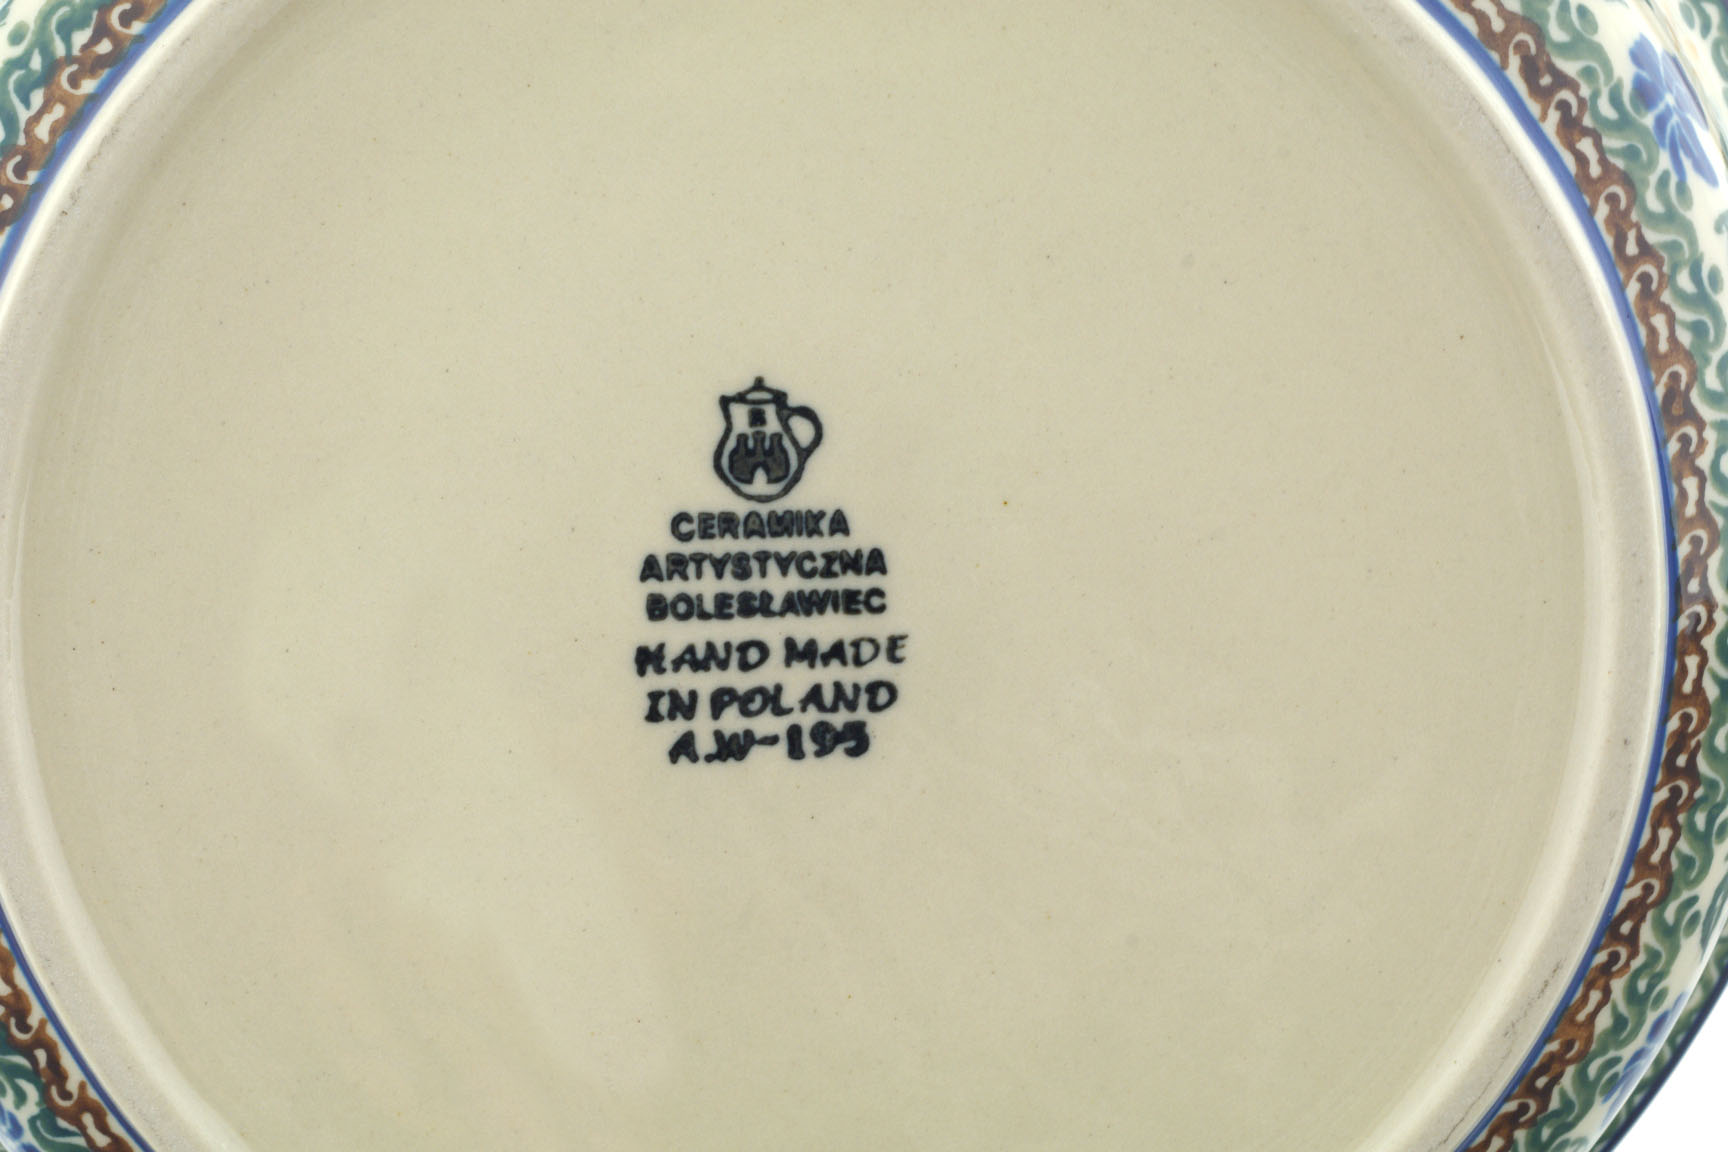 B
CERAMIKA
ARTYSTYCZNA
BOLESŁAWIEC
HAND MADE
IN POLAND
A.W-195